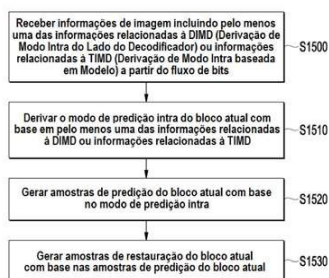 Receber informações de imagem incluindo pelo menos
uma das informações relacionadas à DIMD (Derivação de
Modo Intra do Lado do Decodificador) ou informações
relacionadas à TIMD (Derivação de Modo Intra baseada
em Modelo) a partir do fluxo de bits
S1500
Derivar o modo de predição intra do bloco atual com
base em pelo menos uma das informações relacionadas
à DIMD ou informações relacionadas à TIMD
S1510
Gerar amostras de predição do bloco atual com base
no modo de predição intra
S1520
Gerar amostras de restauração do bloco atual
com base nas amostras de predição do bloco atual
S1530